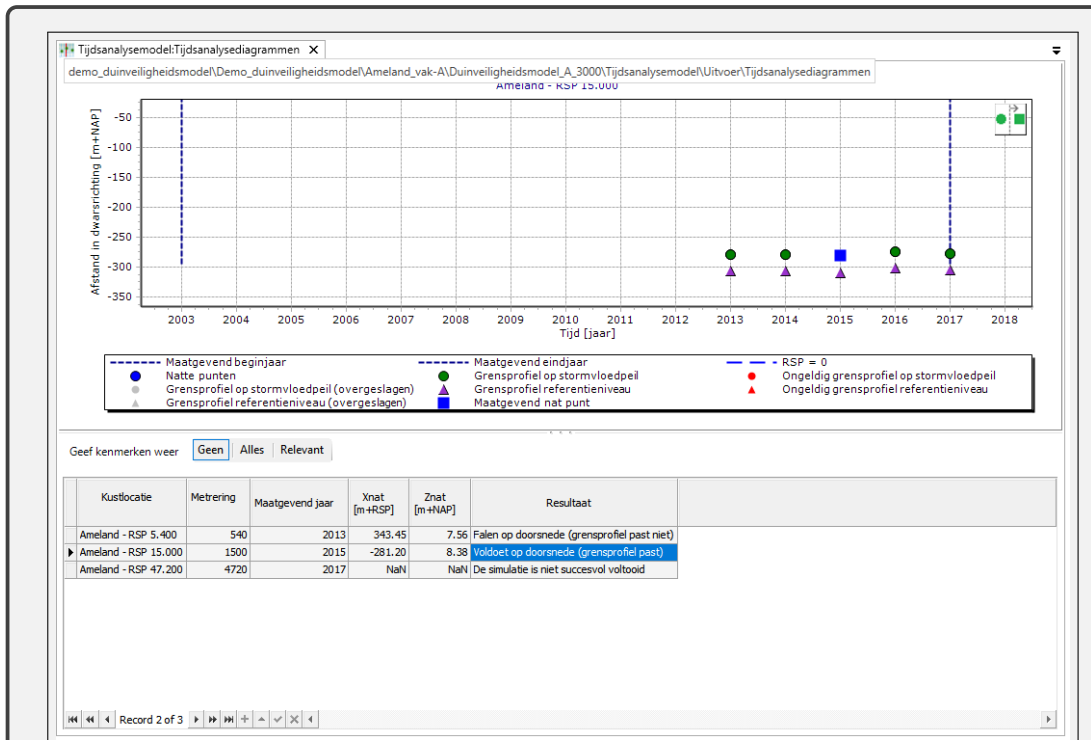 Tijdsanalysemodel:Tijdsanalysediagrammen X
demo_duinveiligheidsmodel\Demo_duinveiligheidsmodel\Ameland_vak-A\Duinveiligheidsmodel_A_3000\Tijdsanalysemodel\Uitvoer\Tijdsanalysediagrammen
Ameland - RSP 15.000
Afstand in dwarsrichting [m+NAP]
-50
-100
-150
-200
-250
-300
-350
2003 2004 2005 2006 2007 2008 2009 2010 2011 2012 2013 2014 2015 2016 2017 2018
Tijd [jaar]
Maatgevend beginjaar Maatgevend eindjaar RSP = 0
Natte punten Grensprofiel op stormvloedpeil Ongeldig grensprofiel op stormvloedpeil
Grensprofiel op stormvloedpeil (overgeslagen) Grensprofiel referentieniveau Ongeldig grensprofiel referentieniveau
Grensprofiel referentieniveau (overgeslagen) Maatgevend nat punt
Geef kenmerken weer Geen Alles Relevant
Kustlocatie Metrering Maatgevend jaar Xnat [m+RSP] Znat [m+NAP] Resultaat
Ameland - RSP 5.400 540 2013 343.45 7.56 Falen op doorsnede (grensprofiel past niet)
Ameland - RSP 15.000 1500 2015 -281.20 8.38 Voldoet op doorsnede (grensprofiel past)
Ameland - RSP 47.200 4720 2017 NaN NaN De simulatie is niet succesvol voltooid
Record 2 of 3